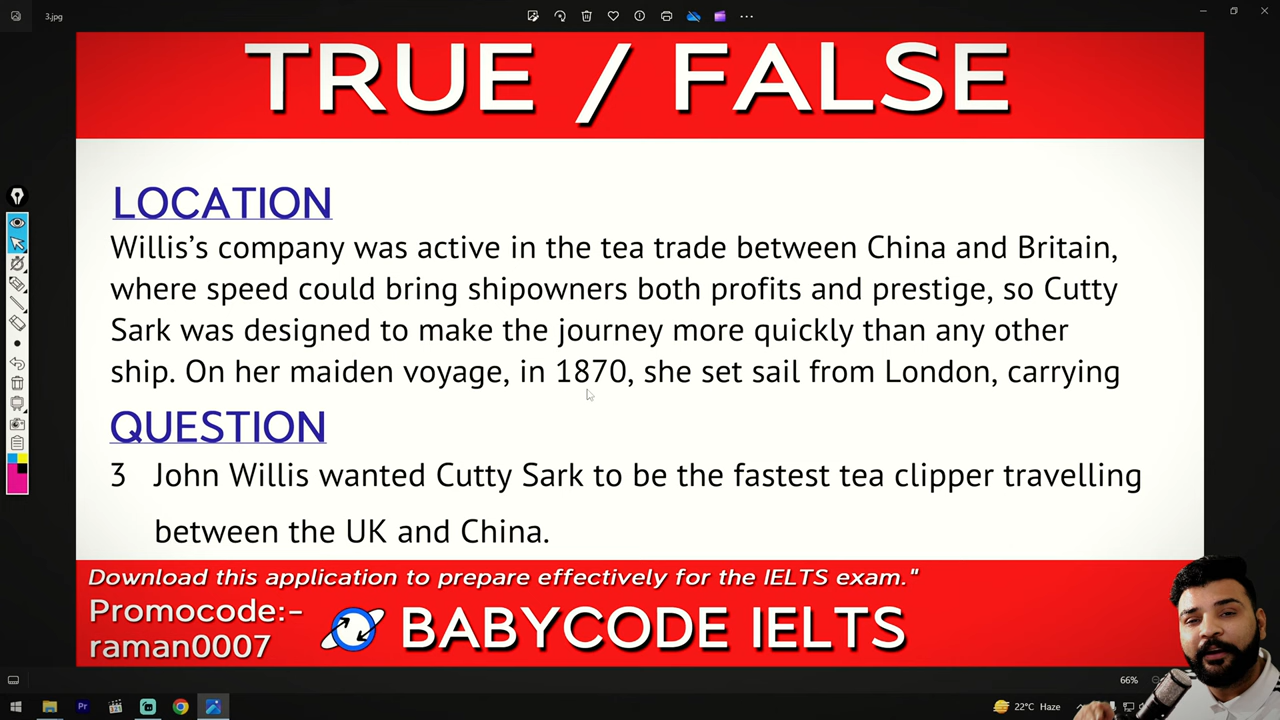 3.jpg
TRUE / FALSE
LOCATION
Willis’s company was active in the tea trade between China and Britain,
where speed could bring shipowners both profits and prestige, so Cutty
Sark was designed to make the journey more quickly than any other
ship. On her maiden voyage, in 1870, she set sail from London, carrying
QUESTION
3 John Willis wanted Cutty Sark to be the fastest tea clipper travelling
between the UK and China.
Download this application to prepare effectively for the IELTS exam."
Promocode:-
raman0007
BABYCODE IELTS
66%
Pr
22°C Haze